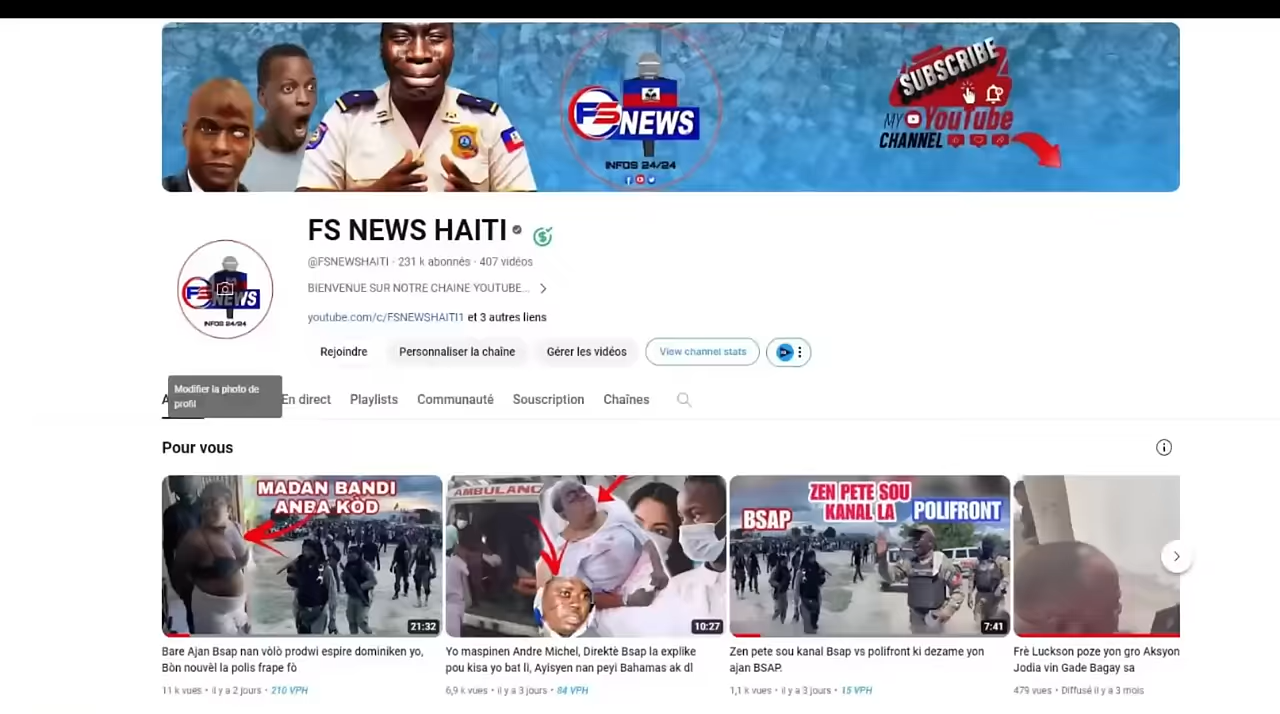 SUBSCRIBE
MY YouTube
CHANNEL
FS NEWS
INFOS 24/24
FS NEWS HAITI
@FSNEWSHAITI · 231 k abonnés · 407 vidéos
BIENVENUE SUR NOTRE CHAINE YOUTUBE...
youtube.com/c/FSNEWSHAITI1 et 3 autres liens
FS NEWS
INFOS 24/24
Rejoindre Personnaliser la chaîne Gérer les vidéos View channel stats
Modifier la photo de
profil
En direct Playlists Communauté Souscription Chaînes
Pour vous
MADAN BANDI
ANBA KÒD
21:32
AMBULANC
10:27
ZEN PETE SOU
KANAL LA
BSAP
POLIFRONT
7:41
Bare Ajan Bsap nan vòlò prodwi espire dominiken yo,
Bòn nouvèl la polis frape fò
11 k vues • il y a 2 jours • 210 VPH
Yo maspinen Andre Michel, Direktè Bsap la explike
pou kisa yo bat li, Ayisyen nan peyi Bahamas ak dl
6,9 k vues • il y a 3 jours • 84 VPH
Zen pete sou kanal Bsap vs polifront ki dezame yon
ajan BSAP.
1,1 k vues • il y a 3 jours • 15 VPH
Frè Luckson poze yon gro Aksyon
Jodia vin Gade Bagay sa
479 vues • Diffusé il y a 3 mois